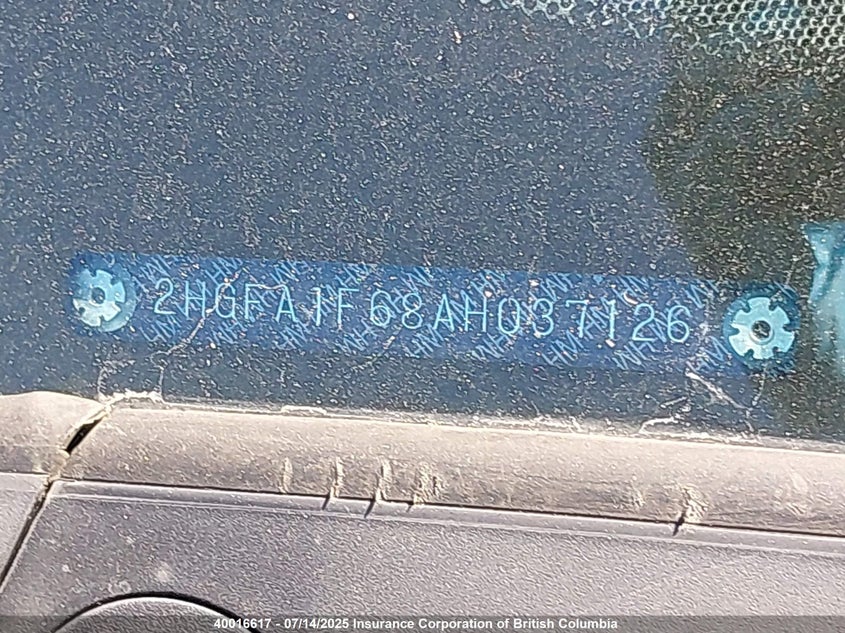 2HGFA1F68AH037126
40016617 - 07/14/2025 Insurance Corporation of British Columbia